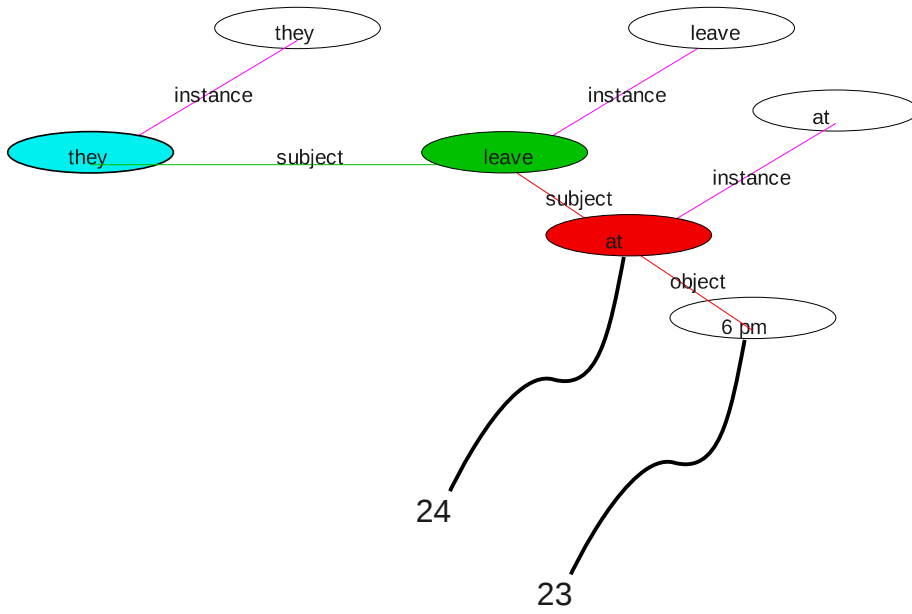 they
leave
instance
instance
at
they
subject
leave
instance
subject
at
object
6 pm
24
23